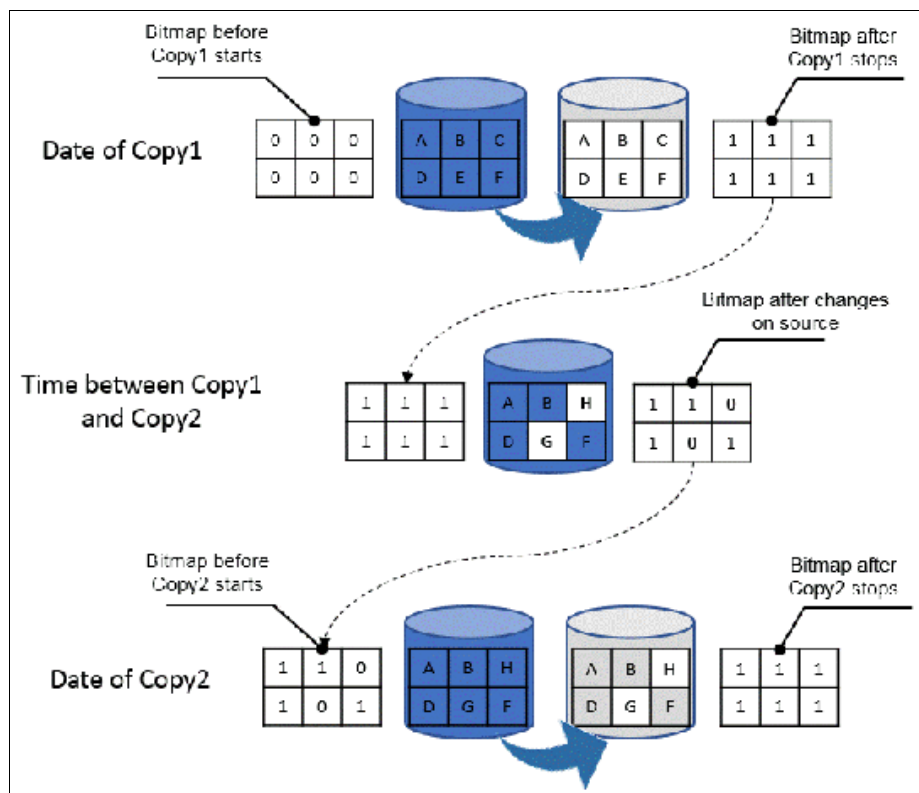 Bitmap before
Copy1 starts
Bitmap after
Copy1 stops
Date of Copy1
0 0 0
0 0 0
A B C
D E F
A B C
D E F
1 1 1
1 1 1
Bitmap after changes
on source
Time between Copy1
and Copy2
1 1 1
1 1 1
A B H
D G F
1 1 0
1 0 1
Bitmap before
Copy2 starts
Bitmap after
Copy2 stops
Date of Copy2
1 1 0
1 0 1
A B H
D G F
A B H
D G F
1 1 1
1 1 1